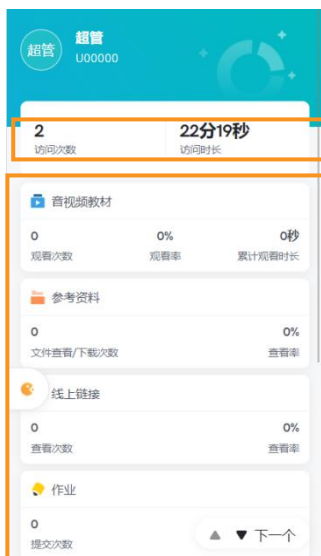 超管
超管
U00000
2 22分19秒
访问次数 访问时长
音视频教材
0 0% 0秒
观看次数 观看率 累计观看时长
参考资料
0 0%
文件查看/下载次数 查看率
线上链接
0 0%
查看次数 查看率
作业
0
提交次数
▲ ▼ 下一个